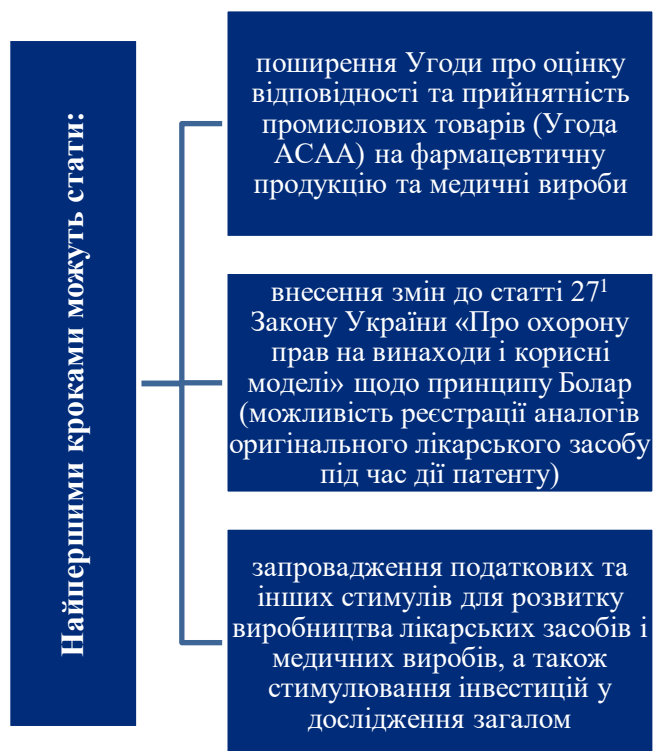 Найпершими кроками можуть стати:
поширення Угоди про оцінку
відповідності та прийнятність
промислових товарів (Угода
АСАА) на фармацевтичну
продукцію та медичні вироби
внесення змін до статті 27¹
Закону України «Про охорону
прав на винаходи і корисні
моделі» щодо принципу Болар
(можливість реєстрації аналогів
оригінального лікарського засобу
під час дії патенту)
запровадження податкових та
інших стимулів для розвитку
виробництва лікарських засобів і
медичних виробів, а також
стимулювання інвестицій у
дослідження загалом